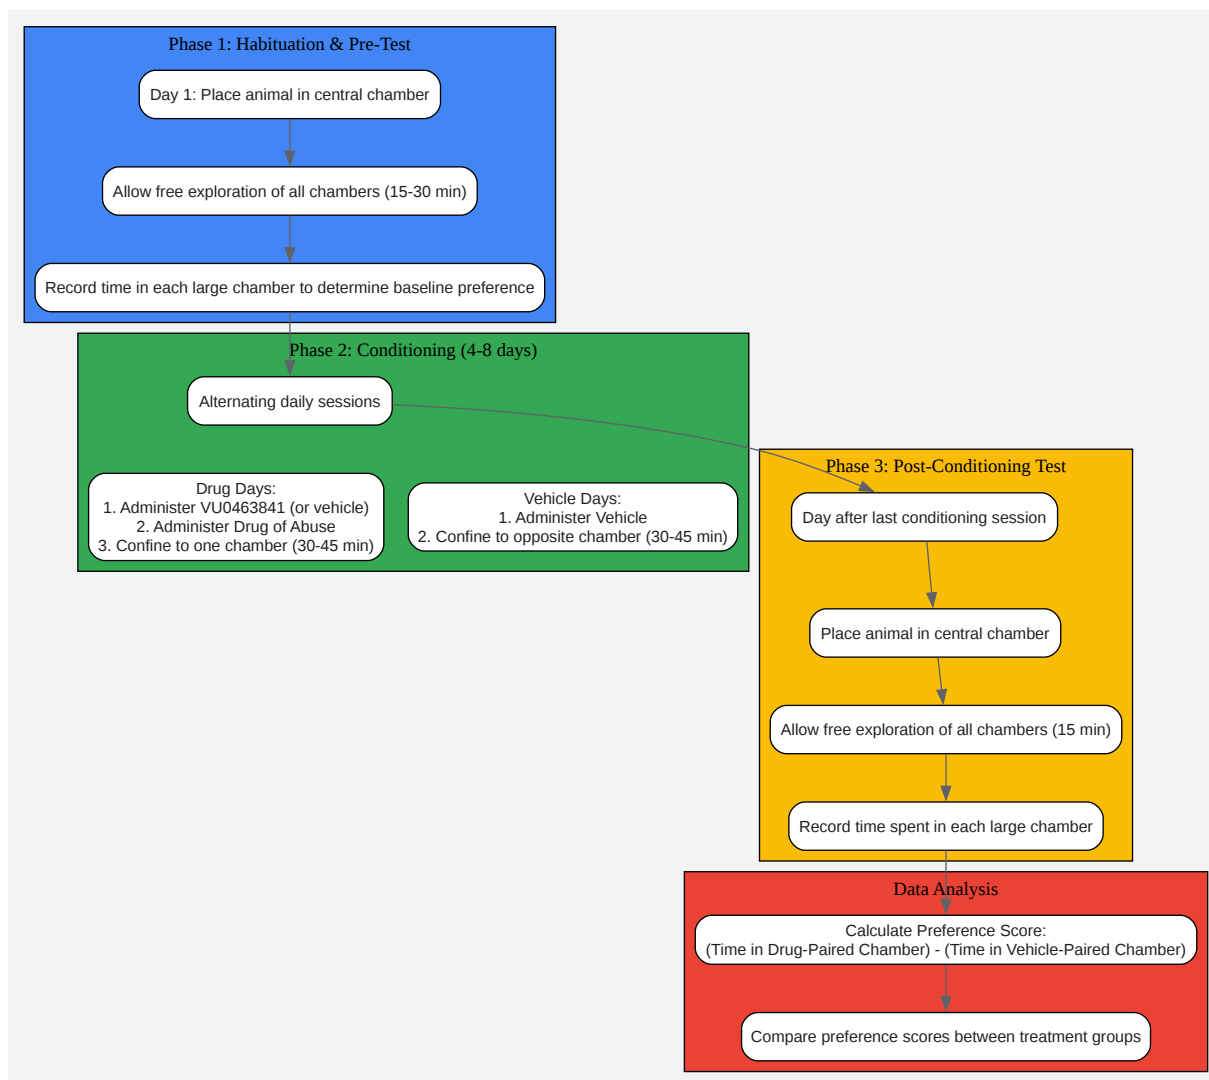 Phase 1: Habituation & Pre-Test
Day 1: Place animal in central chamber
Allow free exploration of all chambers (15-30 min)
Record time in each large chamber to determine baseline preference
Phase 2: Conditioning (4-8 days)
Alternating daily sessions
Drug Days:
1. Administer VU0463841 (or vehicle)
2. Administer Drug of Abuse
3. Confine to one chamber (30-45 min)
Vehicle Days:
1. Administer Vehicle
2. Confine to opposite chamber (30-45 min)
Phase 3: Post-Conditioning Test
Day after last conditioning session
Place animal in central chamber
Allow free exploration of all chambers (15 min)
Record time spent in each large chamber
Data Analysis
Calculate Preference Score:
(Time in Drug-Paired Chamber) - (Time in Vehicle-Paired Chamber)
Compare preference scores between treatment groups